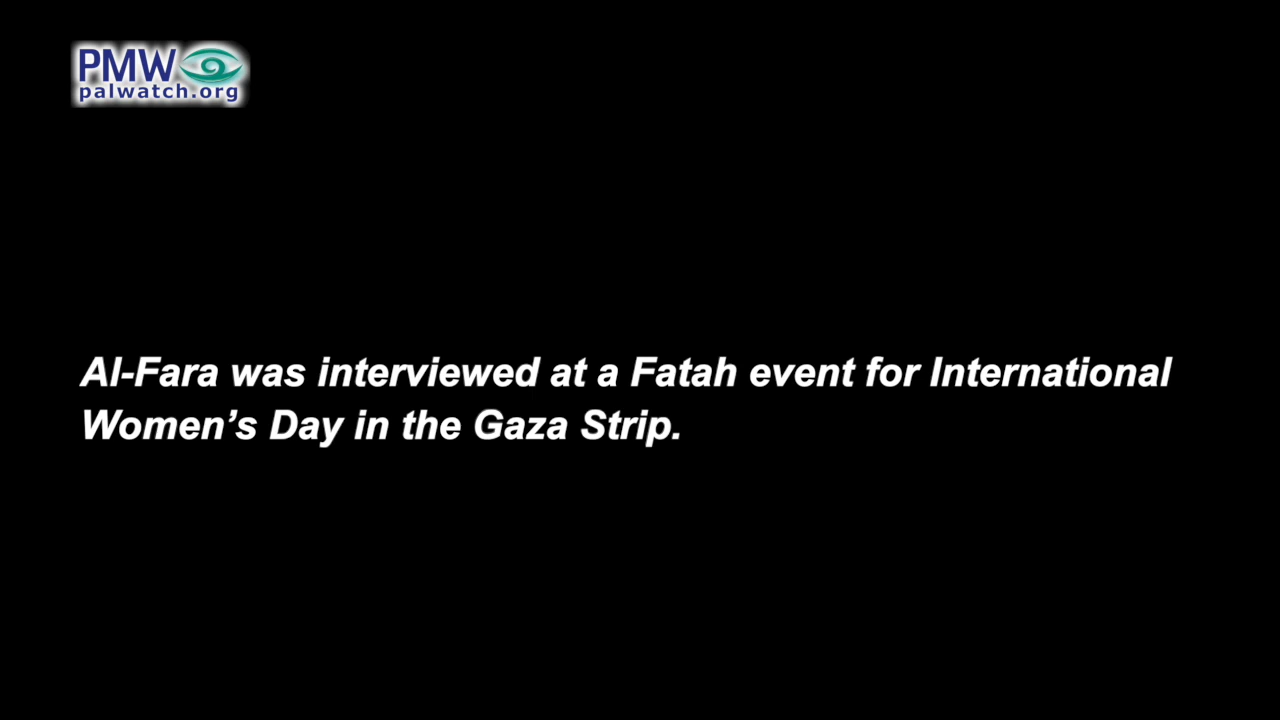 PMW
palwatch.org
Al-Fara was interviewed at a Fatah event for International
Women’s Day in the Gaza Strip.